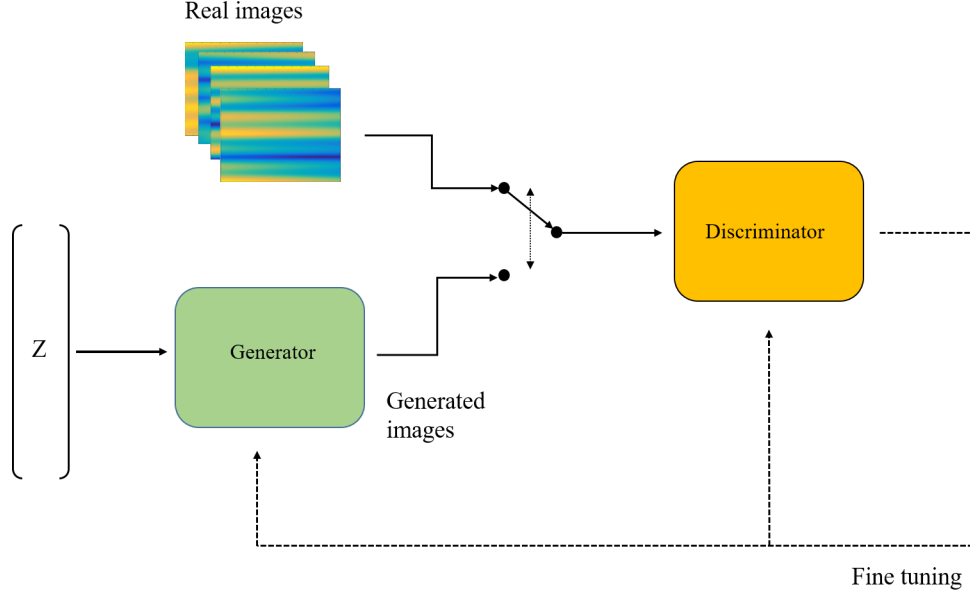 Real images
Discriminator
Z
Generator
Generated
images
Fine tuning